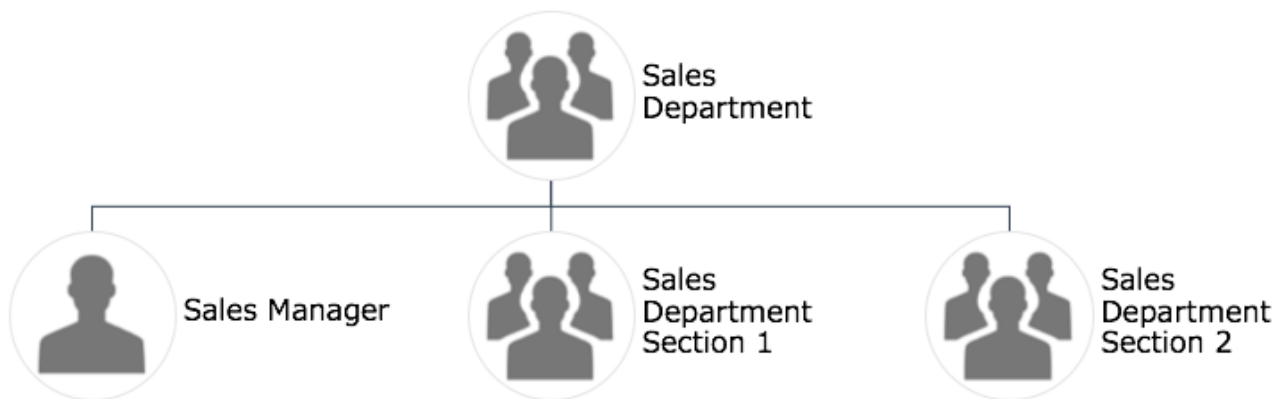 Sales
Department
Sales Manager
Sales
Department
Section 1
Sales
Department
Section 2